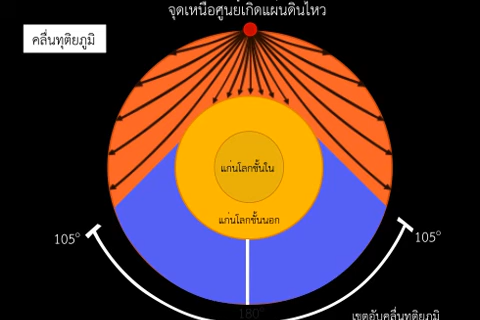 จุดเหนือศูนย์เกิดแผ่นดินไหว
คลื่นทุติยภูมิ
แก่นโลกชั้นใน
แก่นโลกชั้นนอก
105°
105°
180°
เขตอับคลื่นทุติยภูมิ